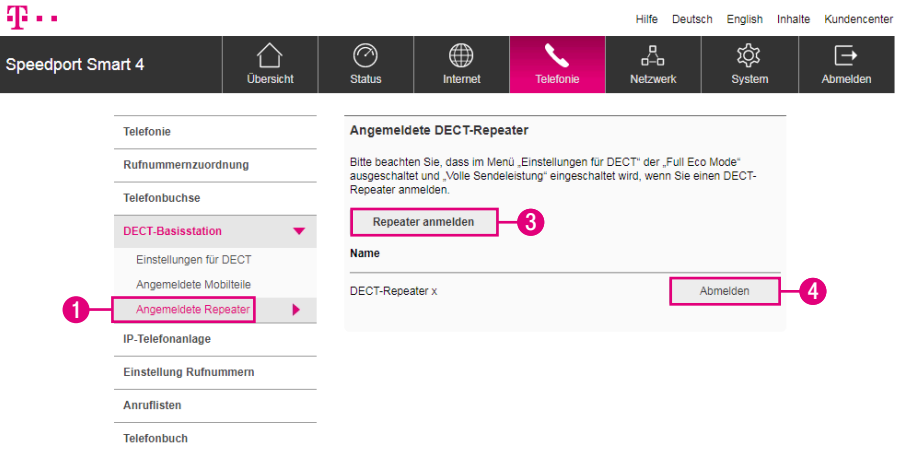 T
Hilfe Deutsch English Inhalte Kundencenter
Speedport Smart 4
Übersicht
Status
Internet
Telefonie
Netzwerk
System
Abmelden
Telefonie
Rufnummernzuordnung
Telefonbuchse
DECT-Basisstation
Einstellungen für DECT
Angemeldete Mobilteile
1
Angemeldete Repeater
IP-Telefonanlage
Einstellung Rufnummern
Anruflisten
Telefonbuch
Angemeldete DECT-Repeater
Bitte beachten Sie, dass im Menü „Einstellungen für DECT“ der „Full Eco Mode“
ausgeschaltet und „Volle Sendeleistung“ eingeschaltet wird, wenn Sie einen DECT-
Repeater anmelden.
Repeater anmelden
3
Name
DECT-Repeater x
Abmelden
4